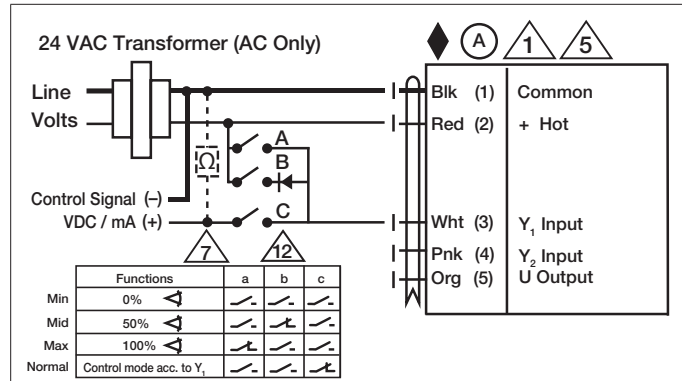 24 VAC Transformer (AC Only)
A 1 5
Line
Volts
Blk (1) Common
Red (2) + Hot
A
B
Ω
Control Signal (–)
VDC / mA (+)
C
Wht (3) Y₁ Input
7 12
Pnk (4) Y₂ Input
Org (5) U Output
Functions a b c
Min 0%
Mid 50%
Max 100%
Normal Control mode acc. to Y₁